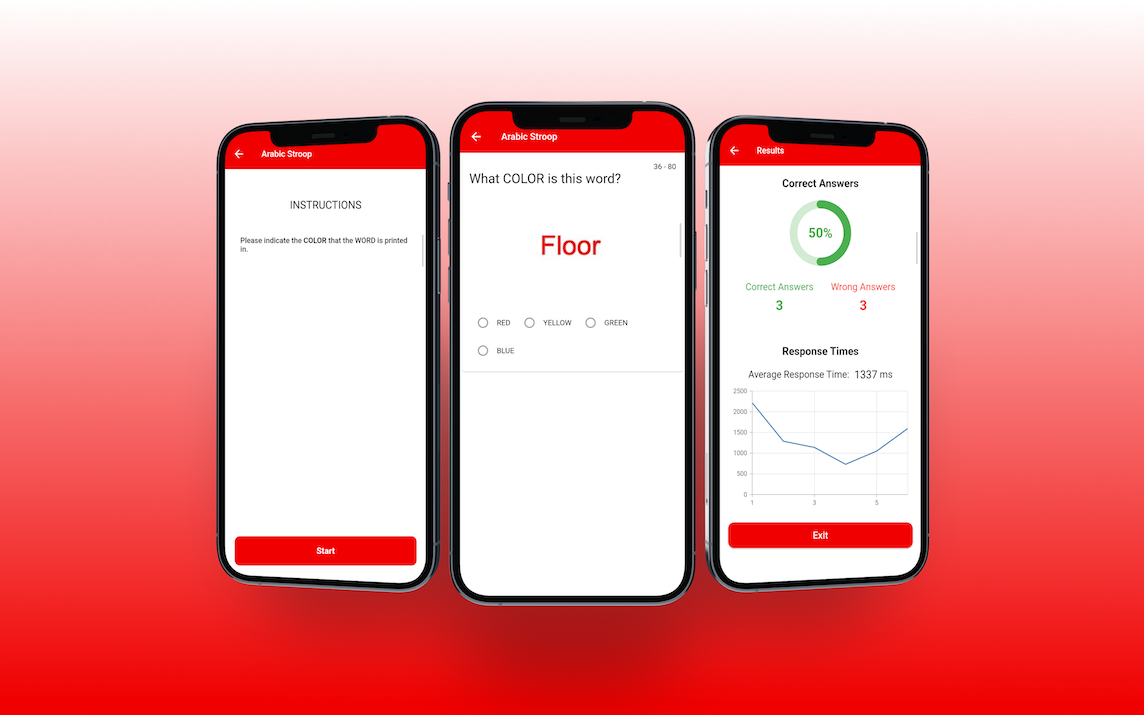 Arabic Stroop
INSTRUCTIONS
Please indicate the COLOR that the WORD is printed
in.
Start
Arabic Stroop
36 - 80
What COLOR is this word?
Floor
RED YELLOW GREEN
BLUE
Results
Correct Answers
50%
Correct Answers Wrong Answers
3 3
Response Times
Average Response Time: 1337 ms
2500
2000
1500
1000
500
0
1 3 5
Exit